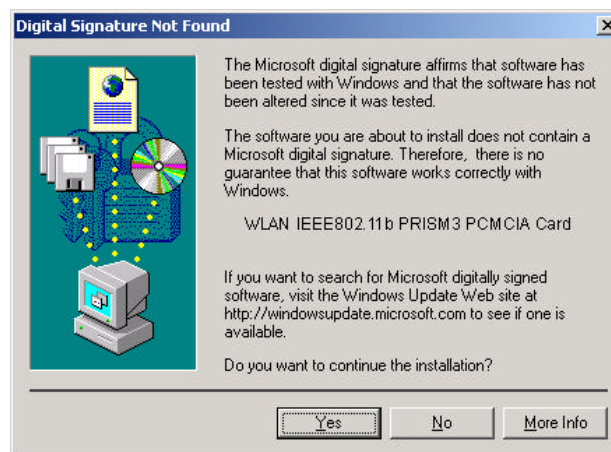 Digital Signature Not Found
The Microsoft digital signature affirms that software has
been tested with Windows and that the software has not
been altered since it was tested.
The software you are about to install does not contain a
Microsoft digital signature. Therefore, there is no
guarantee that this software works correctly with
Windows.
WLAN IEEE802.11b PRISM3 PCMCIA Card
If you want to search for Microsoft digitally signed
software, visit the Windows Update Web site at
http://windowsupdate.microsoft.com to see if one is
available.
Do you want to continue the installation?
Yes No More Info